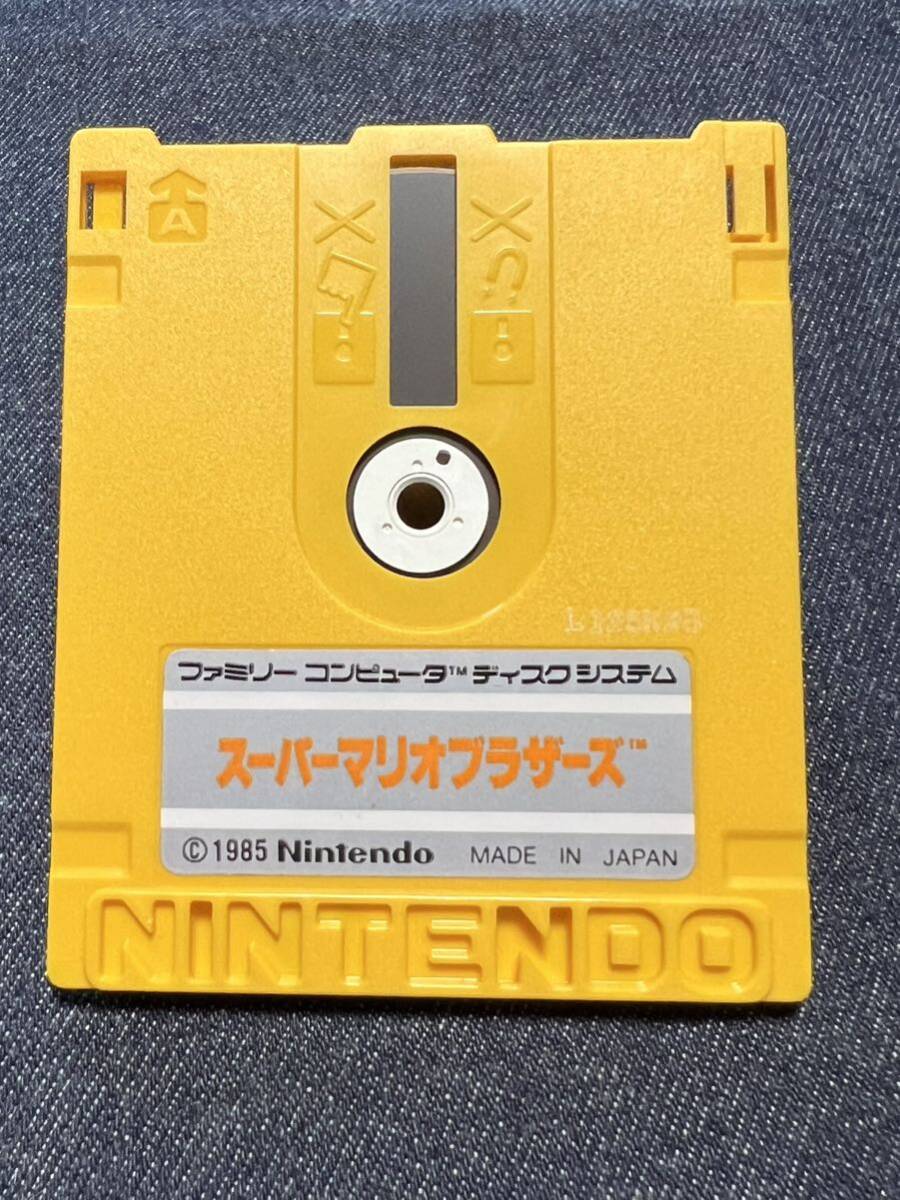 A
ファミリー コンピュータ™ ディスクシステム
スーパーマリオブラザーズ™
©1985 Nintendo MADE IN JAPAN
NINTENDO